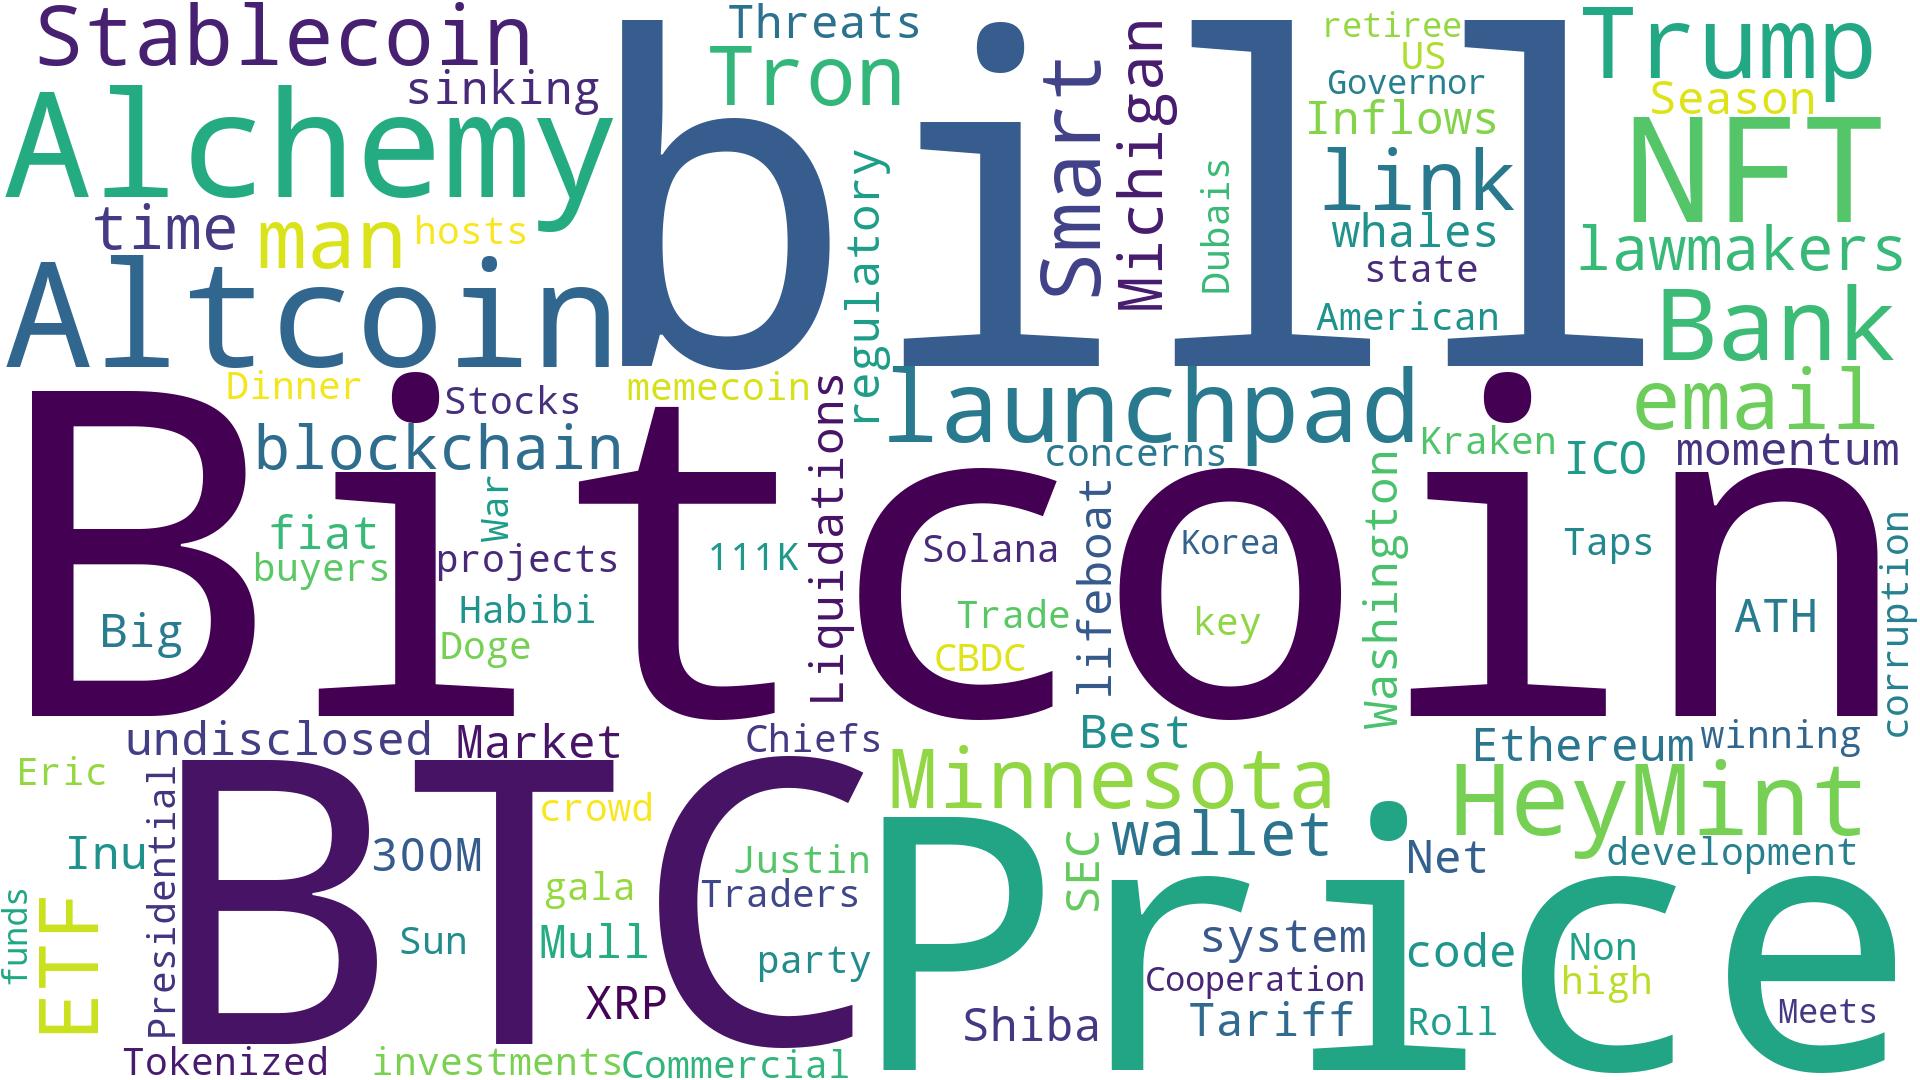 Stablecoin
sinking
Alchemy
time
man
hosts
Altcoin
bill
Threats
Tron
regulatory
Smart
Michigan
Dubais
retiree
US
Governor
Inflows
link
whales
state
American
Trump
Season
NFT
lawmakers
Bank
email
Dinner
Stocks
memecoin
blockchain
launchpad
concerns
Kraken
ICO
momentum
Bitcoin
War
fiat
buyers
projects
111K
Liquidations
Solana
lifeboat
Korea
Washington
Taps
corruption
Big
Habibi
Doge
Trade
CBDC
key
ATH
undisclosed
Market
Chiefs
Best
Ethereum
winning
Eric
Presidential
BTC
crowd
Minnesota
HeyMint
Inu
300M
Justin
SEC
wallet
Net
development
Price
funds
ETF
gala
Traders
Sun
Mull
party
system
code
Non
Cooperation
high
XRP
Shiba
Tariff
Roll
Meets
Tokenized
investments
Commercial